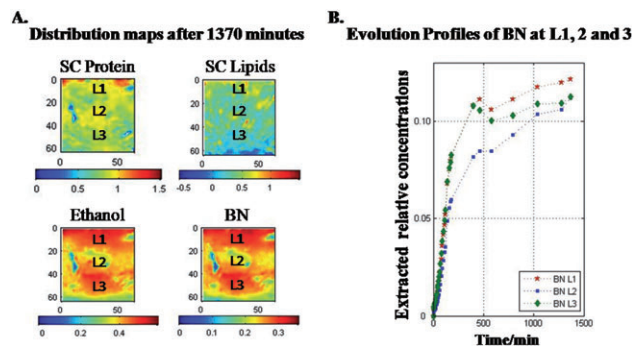 A.
Distribution maps after 1370 minutes
SC Protein
SC Lipids
0
20
40
60
L1
L2
L3
0 50
0
20
40
60
L1
L2
L3
0 50
0 0.5 1 1.5
-0.5 0 0.5 1
Ethanol
BN
0
20
40
60
L1
L2
L3
0 50
0
20
40
60
L1
L2
L3
0 50
0 0.2 0.4
0 0.1 0.2 0.3
B.
Evolution Profiles of BN at L1, 2 and 3
Extracted relative concentrations
0.10
0.05
0
0 500 1000 1500
BN L1
BN L2
BN L3
Time/min